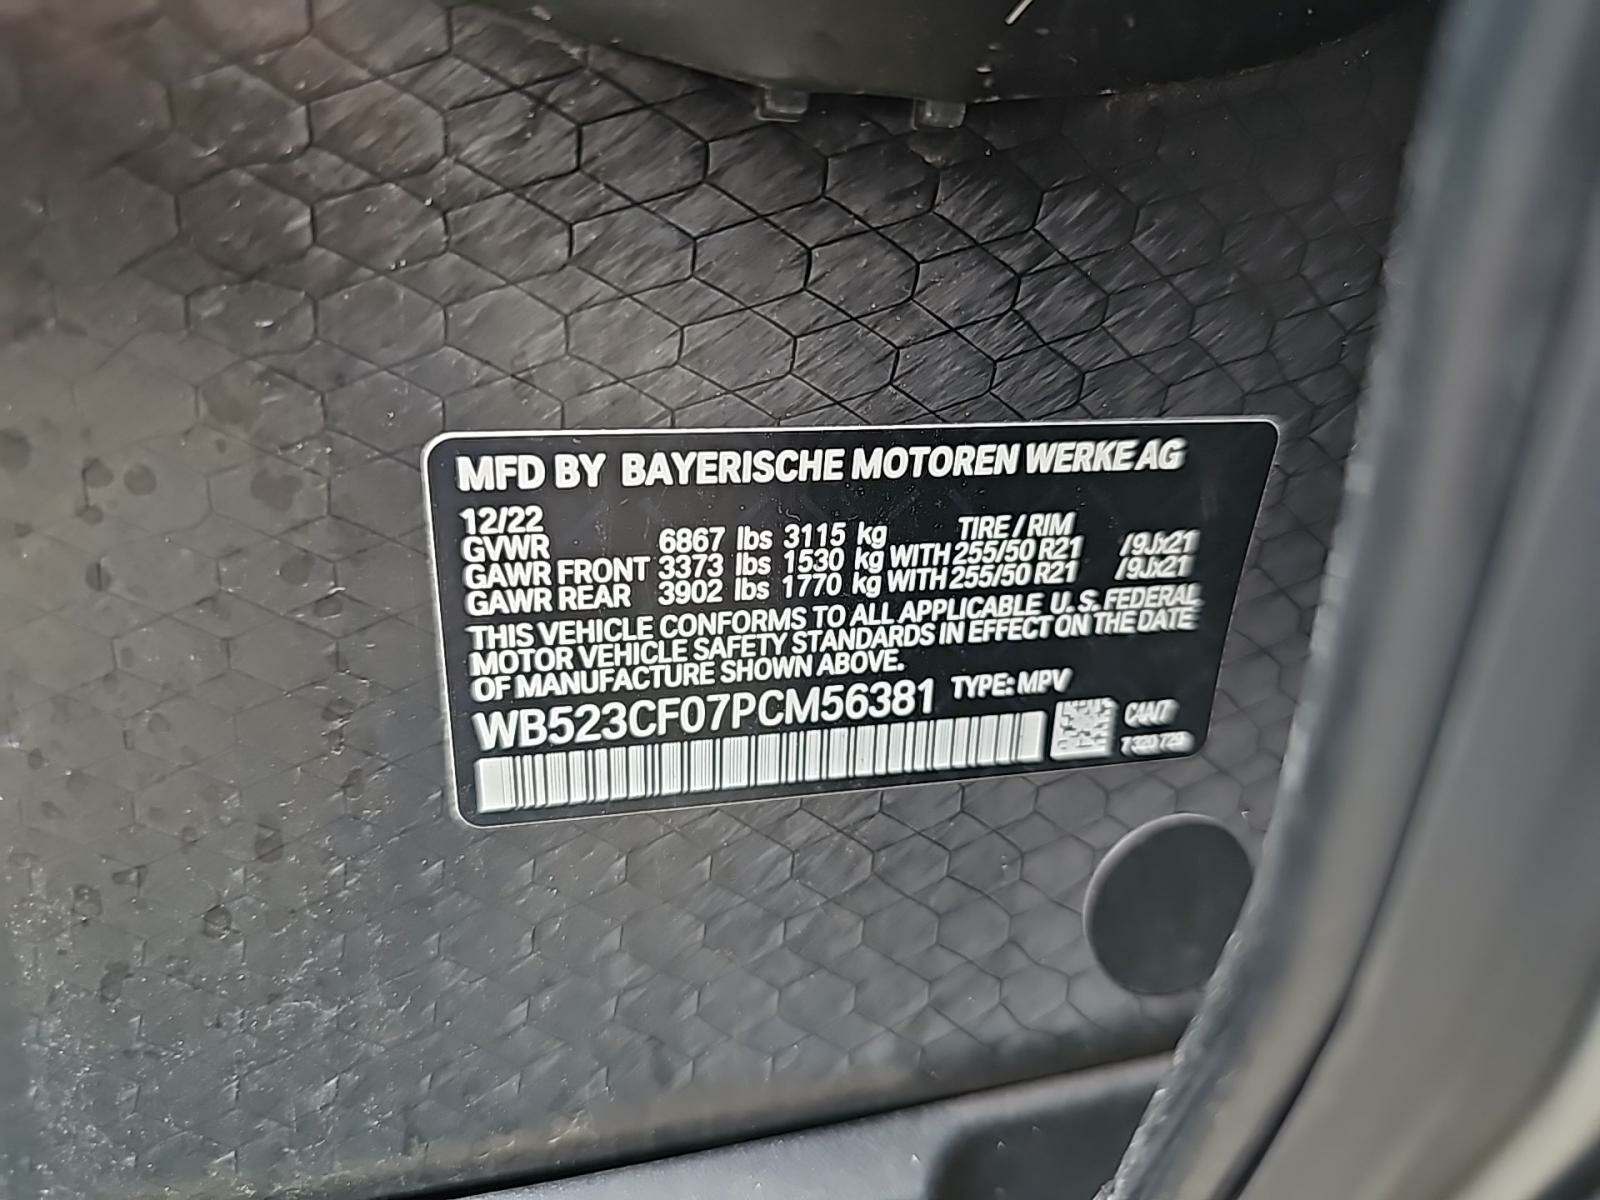 MFD BY BAYERISCHE MOTOREN WERKE AG
12/22
GVWR 6867 lbs 3115 kg TIRE / RIM
GAWR FRONT 3373 lbs 1530 kg WITH 255/50 R21 /9Jx21
GAWR REAR 3902 lbs 1770 kg WITH 255/50 R21 /9Jx21
THIS VEHICLE CONFORMS TO ALL APPLICABLE U.S. FEDERAL
MOTOR VEHICLE SAFETY STANDARDS IN EFFECT ON THE DATE
OF MANUFACTURE SHOWN ABOVE.
WB523CF07PCM56381 TYPE: MPV